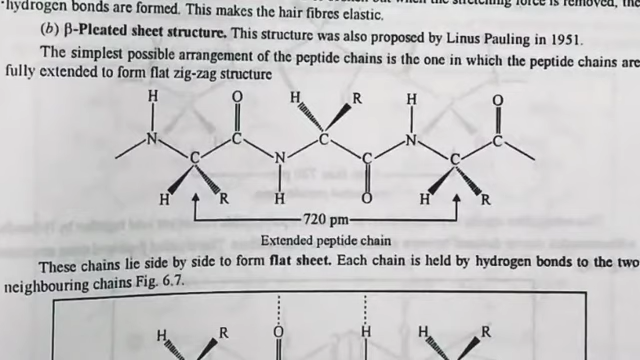 hydrogen bonds are formed. This makes the hair fibres elastic.
(b) β-Pleated sheet structure. This structure was also proposed by Linus Pauling in 1951.
The simplest possible arrangement of the peptide chains is the one in which the peptide chains are
fully extended to form flat zig-zag structure
H O H R H O
N C N C C N C C
C
H R H O H R
720 pm
Extended peptide chain
These chains lie side by side to form flat sheet. Each chain is held by hydrogen bonds to the two
neighbouring chains Fig. 6.7.
H R O H H R